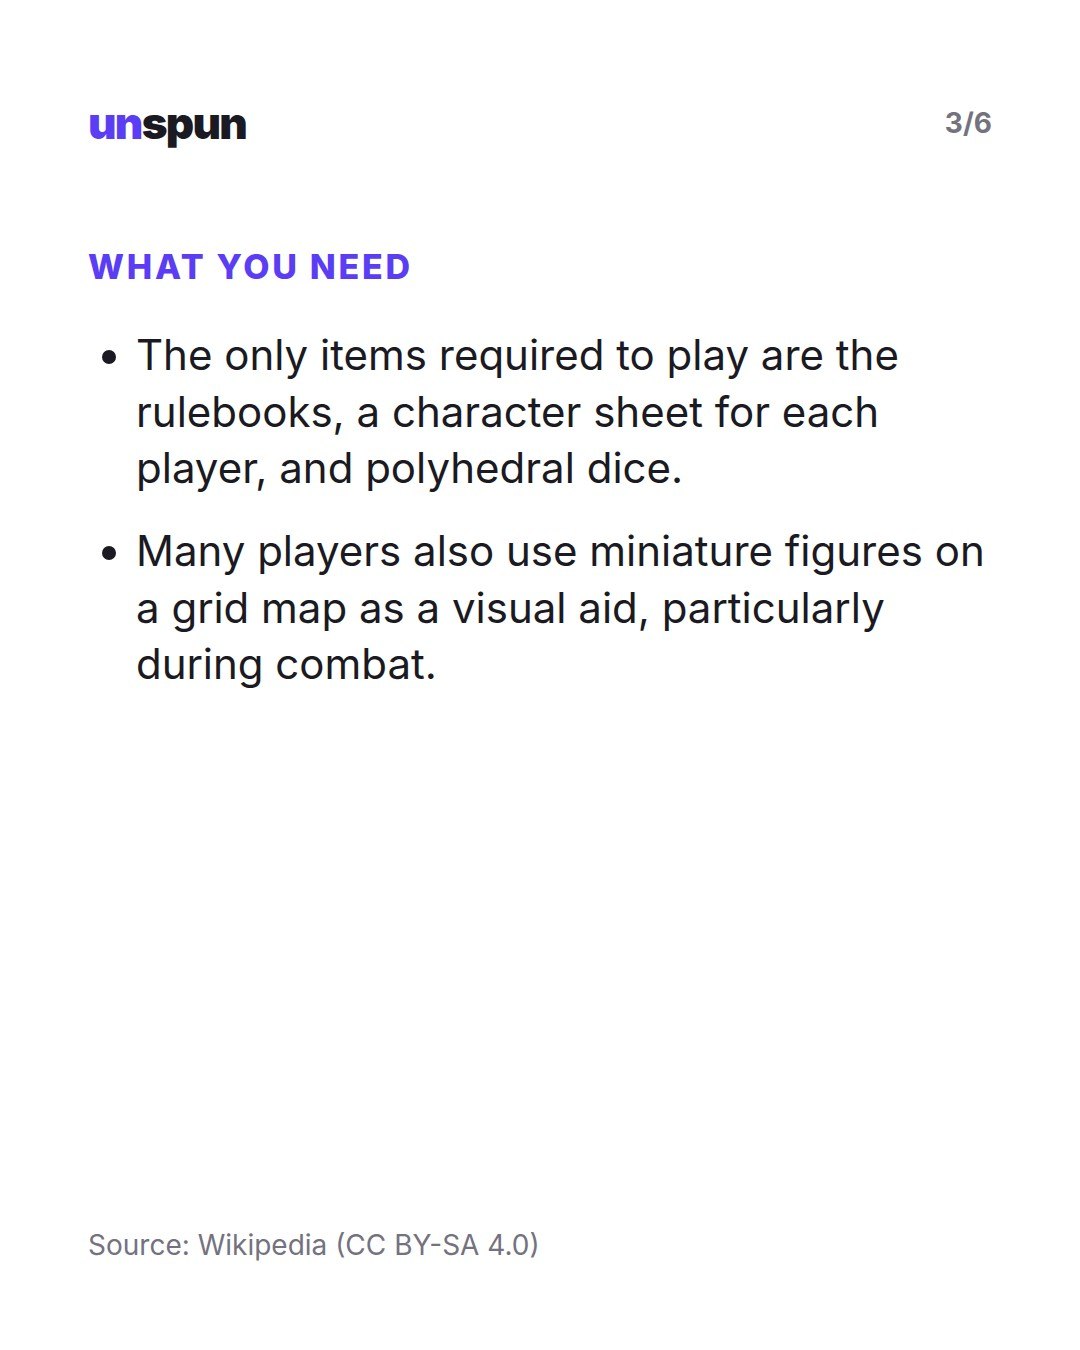 unspun
3/6
WHAT YOU NEED
• The only items required to play are the
rulebooks, a character sheet for each
player, and polyhedral dice.
• Many players also use miniature figures on
a grid map as a visual aid, particularly
during combat.
Source: Wikipedia (CC BY-SA 4.0)